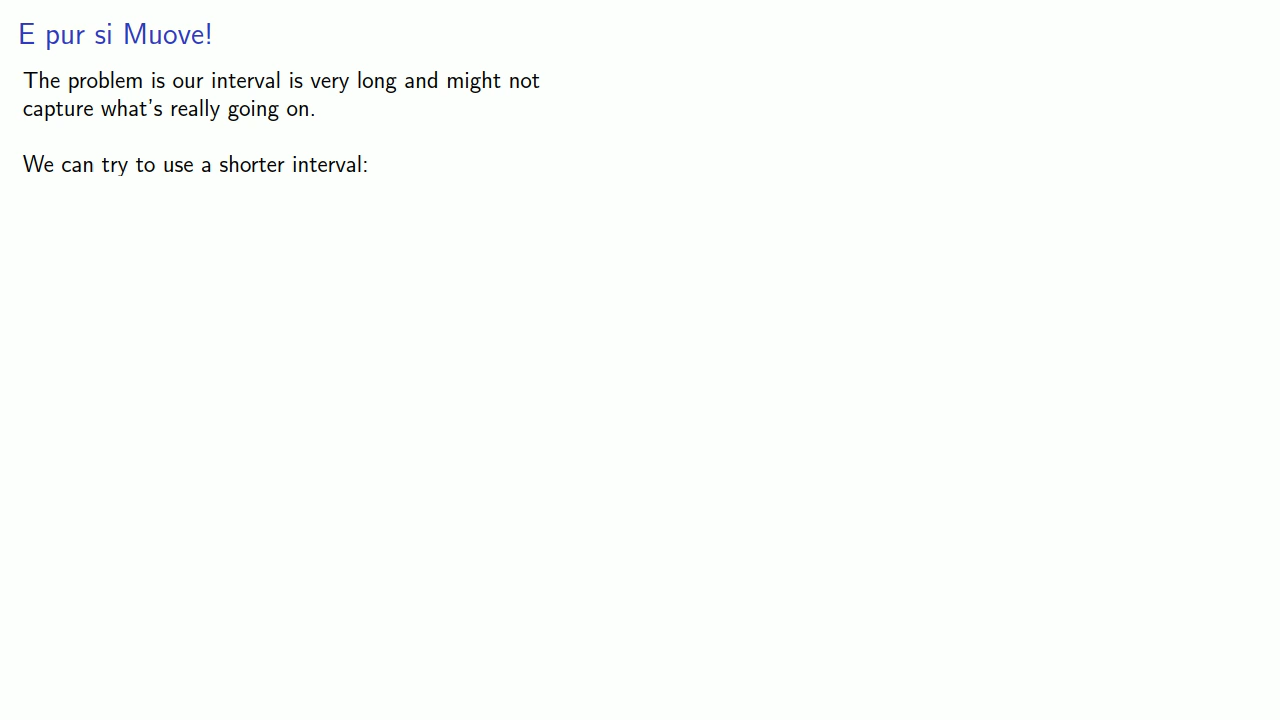 E pur si Muove!
The problem is our interval is very long and might not
capture what's really going on.
We can try to use a shorter interval: